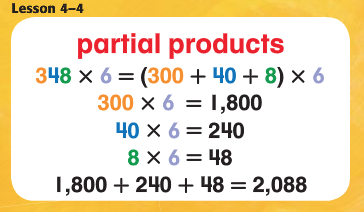 Lesson 4–4
partial products
348 × 6 = (300 + 40 + 8) × 6
300 × 6 = 1,800
40 × 6 = 240
8 × 6 = 48
1,800 + 240 + 48 = 2,088